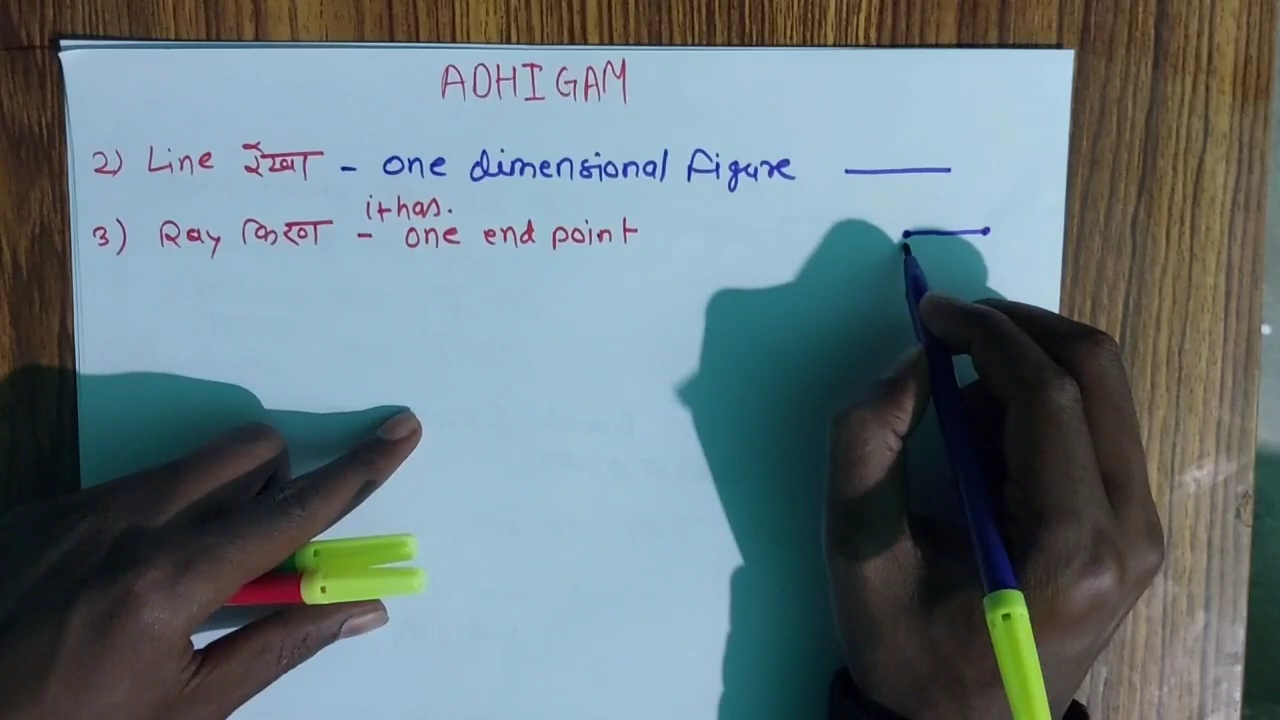 ADHIGAM
2) Line रेखा - one dimensional figure
it has.
3) Ray किरण - one end point